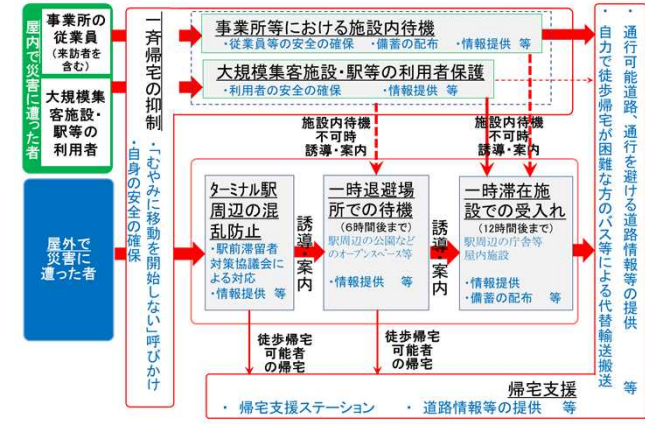 屋内で災害に遭った者
事業所の
従業員
(来訪者を
含む)
大規模集
客施設・
駅等の
利用者
屋外で
災害に
遭った者
一斉帰宅の抑制
・「むやみに移動を開始しない」呼びかけ
・自身の安全の確保
事業所等における施設内待機
・従業員等の安全の確保 ・備蓄の配布 ・情報提供 等
大規模集客施設・駅等の利用者保護
・利用者の安全の確保 ・情報提供 等
施設内待機
不可時
誘導・案内
施設内待機
不可時
誘導・案内
ターミナル駅
周辺の混
乱防止
・駅前滞留者
対策協議会に
よる対応
・情報提供 等
誘導・案内
一時退避場
所での待機
(6時間後まで)
駅周辺の公園など
のオープンスペース等
・情報提供 等
誘導・案内
一時滞在施
設での受入れ
(12時間後まで)
駅周辺の庁舎等
屋内施設
・情報提供
・備蓄の配布 等
徒歩帰宅
可能者
の帰宅
徒歩帰宅
可能者
の帰宅
帰宅支援
・ 帰宅支援ステーション ・ 道路情報等の提供 等
・通行可能道路、通行を避ける道路情報等の提供
・自力で徒歩帰宅が困難な方のバス等による代替輸送搬送 等